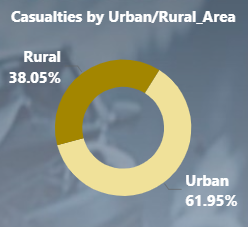 Casualties by Urban/Rural_Area
Rural
38.05%
Urban
61.95%